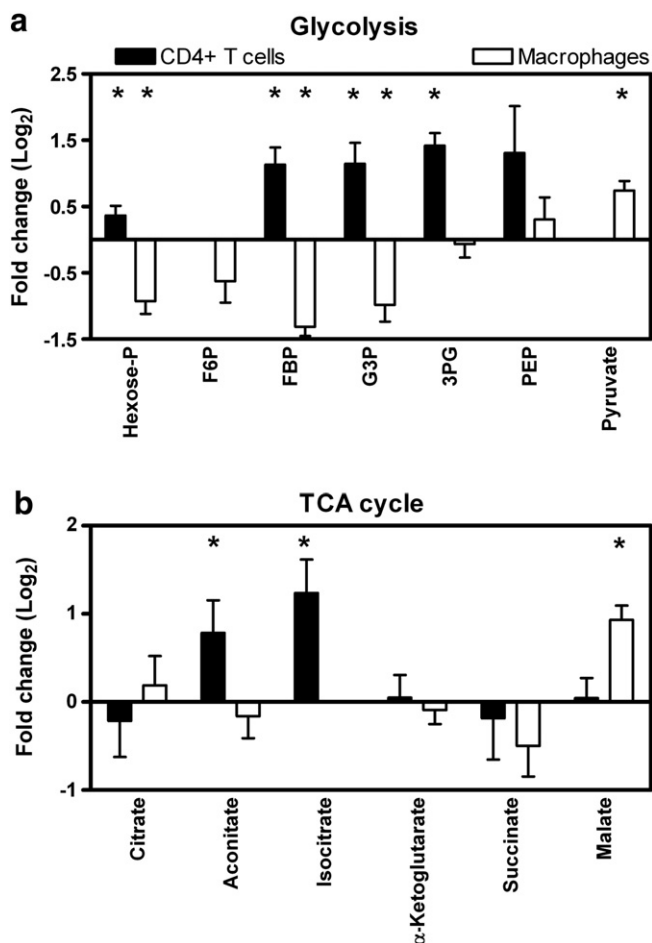 a
Glycolysis
CD4+ T cells Macrophages
* * * * * * * *
2.5
1.5
0.5
-0.5
-1.5
Fold change (Log2)
Hexose-P
F6P
FBP
G3P
3PG
PEP
Pyruvate
b
TCA cycle
* * *
2
1
0
-1
Fold change (Log2)
Citrate
Aconitate
Isocitrate
α-Ketoglutarate
Succinate
Malate